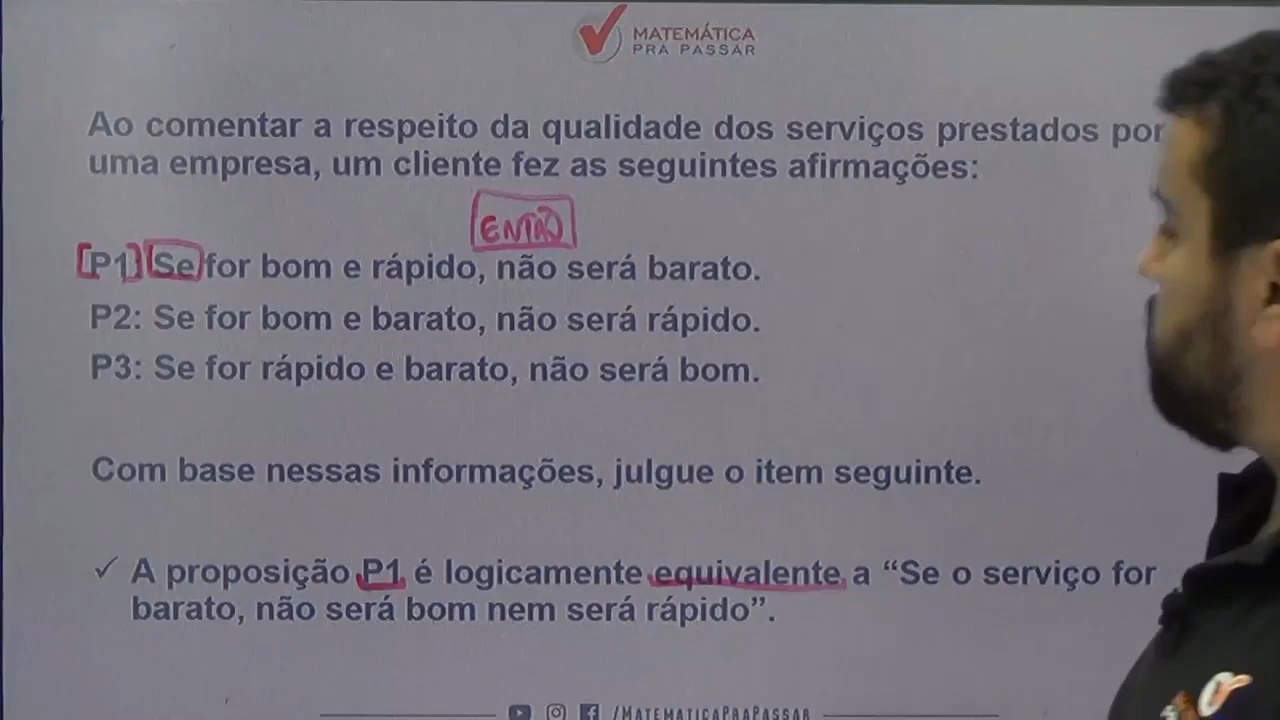 MATEMÁTICA
PRA PASSAR
Ao comentar a respeito da qualidade dos serviços prestados por
uma empresa, um cliente fez as seguintes afirmações:
ENTÃO
[P1] Se for bom e rápido, não será barato.
P2: Se for bom e barato, não será rápido.
P3: Se for rápido e barato, não será bom.
Com base nessas informações, julgue o item seguinte.
✓ A proposição P1 é logicamente equivalente a “Se o serviço for
barato, não será bom nem será rápido”.
/MATEMATICAPRAPASSAR